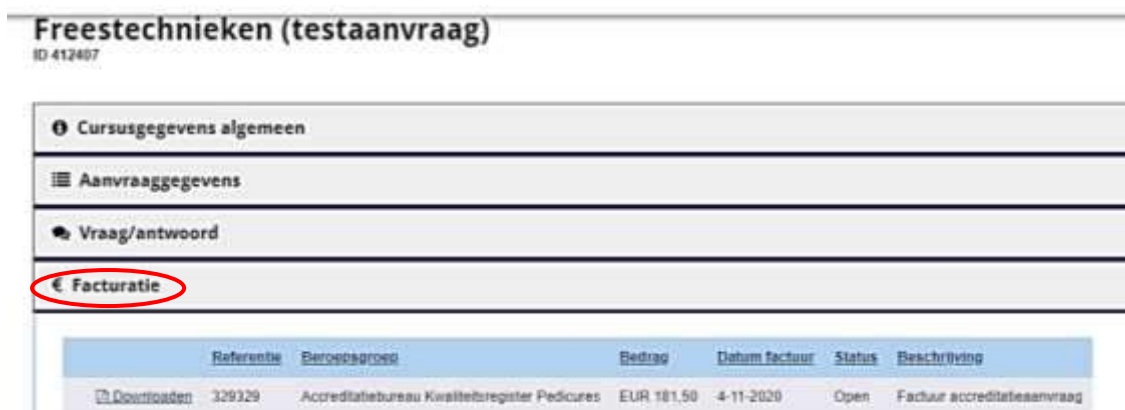 Freestechnieken (testaanvraag)
ID 412407
Cursusgegevens algemeen
Aanvraaggegevens
Vraag/antwoord
€ Facturatie
Referentie Beroepsgroep Bedrag Datum factuur Status Beschrijving
Downloaden 329329 Accreditatiebureau Kwaliteitsregister Pedicures EUR 181,50 4-11-2020 Open Factuur accreditatieaanvraag